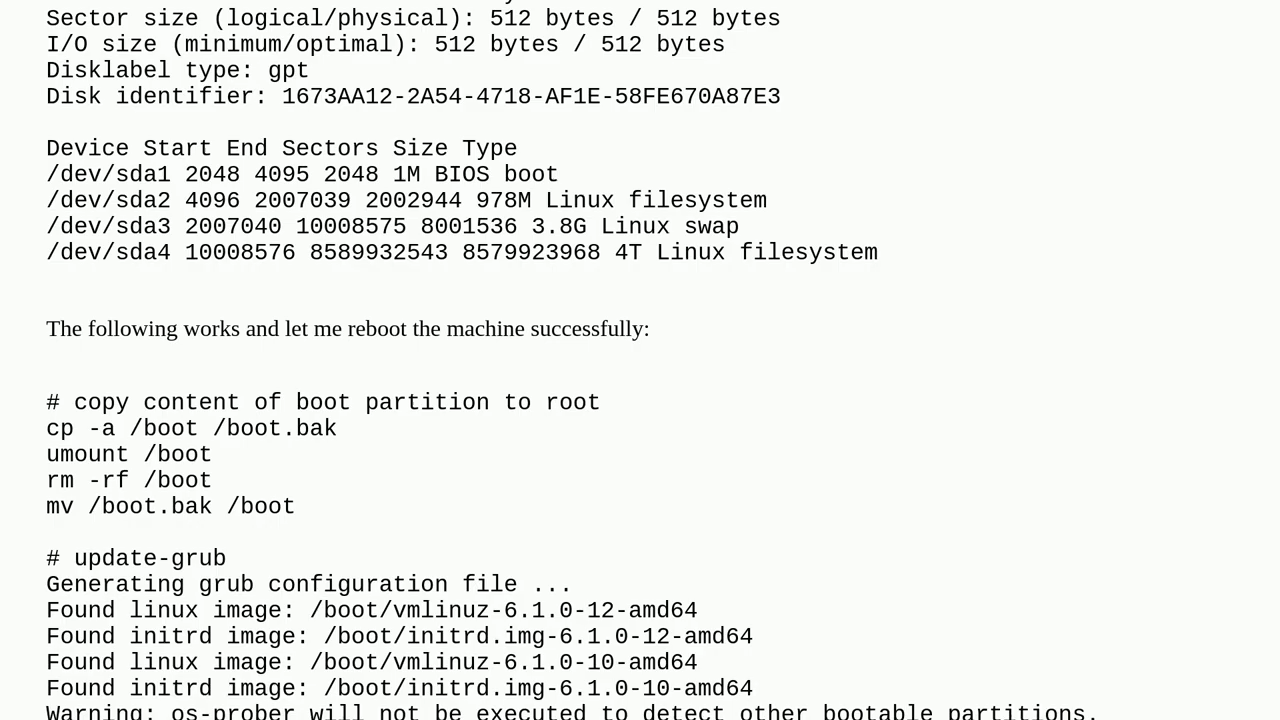 Sector size (logical/physical): 512 bytes / 512 bytes
I/O size (minimum/optimal): 512 bytes / 512 bytes
Disklabel type: gpt
Disk identifier: 1673AA12-2A54-4718-AF1E-58FE670A87E3
Device Start End Sectors Size Type
/dev/sda1 2048 4095 2048 1M BIOS boot
/dev/sda2 4096 2007039 2002944 978M Linux filesystem
/dev/sda3 2007040 10008575 8001536 3.8G Linux swap
/dev/sda4 10008576 8589932543 8579923968 4T Linux filesystem
The following works and let me reboot the machine successfully:
# copy content of boot partition to root
cp -a /boot /boot.bak
umount /boot
rm -rf /boot
mv /boot.bak /boot
# update-grub
Generating grub configuration file ...
Found linux image: /boot/vmlinuz-6.1.0-12-amd64
Found initrd image: /boot/initrd.img-6.1.0-12-amd64
Found linux image: /boot/vmlinuz-6.1.0-10-amd64
Found initrd image: /boot/initrd.img-6.1.0-10-amd64
Warning: os-prober will not be executed to detect other bootable partitions.